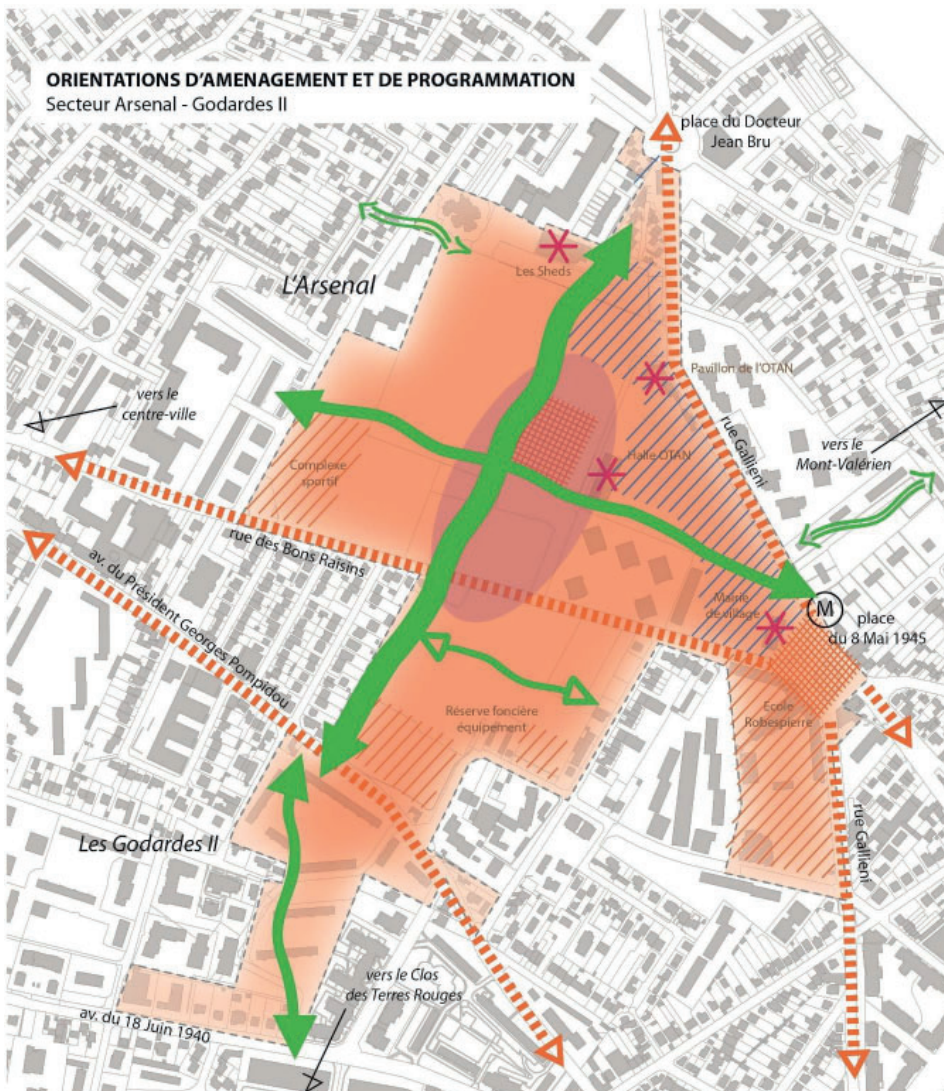 ORIENTATIONS D'AMENAGEMENT ET DE PROGRAMMATION
Secteur Arsenal - Godardes II
place du Docteur
Jean Bru
L'Arsenal
Les Sheds
Pavillon de l'OTAN
vers le
centre-ville
rue Gallieni
vers le
Mont-Valérien
Complexe
sportif
Halle OTAN
rue des Bons Raisins
av. du Président Georges Pompidou
Mairie
de village
M
place
du 8 Mai 1945
Réserve foncière
équipement
Ecole
Robespierre
rue Gallieni
Les Godardes II
vers le Clos
des Terres Rouges
av. du 18 Juin 1940